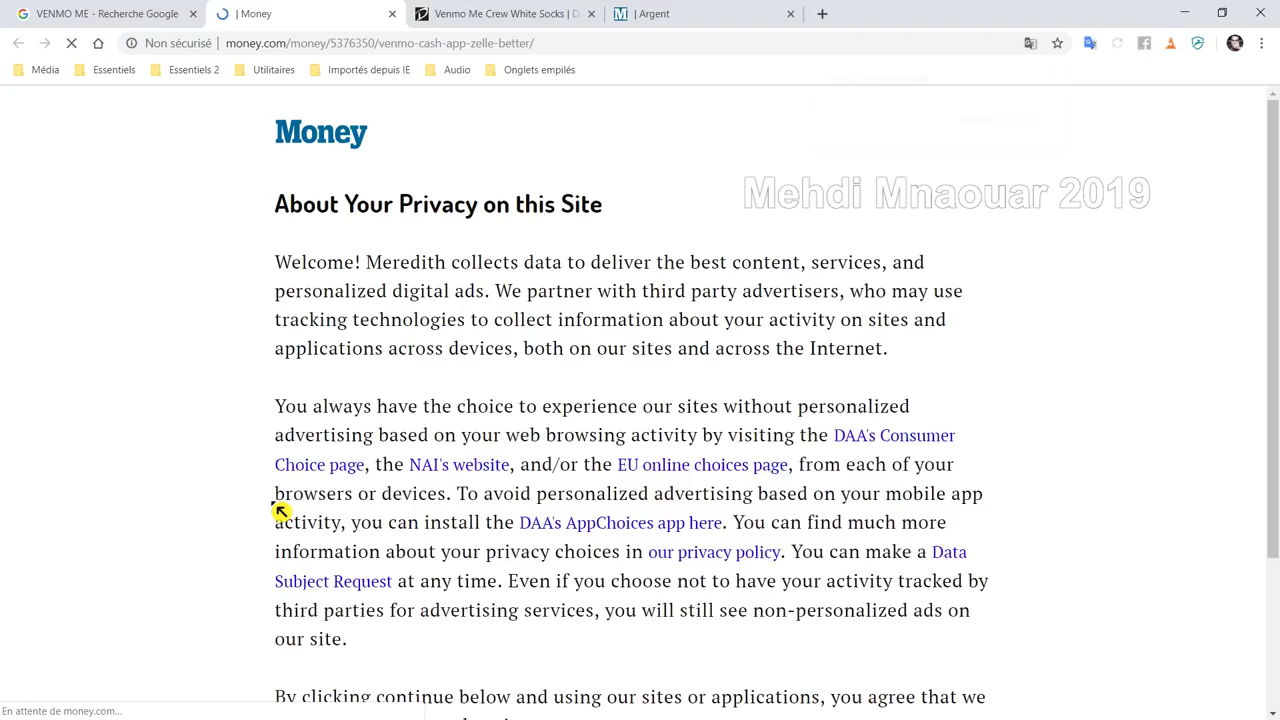 VENMO ME - Recherche Google
| Money
Venmo Me Crew White Socks | D
| Argent
Non sécurisé
money.com/money/5376350/venmo-cash-app-zelle-better/
Média
Essentiels
Essentiels 2
Utilitaires
Importés depuis IE
Audio
Onglets empilés
Money
Mehdi Mnaouar 2019
About Your Privacy on this Site
Welcome! Meredith collects data to deliver the best content, services, and
personalized digital ads. We partner with third party advertisers, who may use
tracking technologies to collect information about your activity on sites and
applications across devices, both on our sites and across the Internet.
You always have the choice to experience our sites without personalized
advertising based on your web browsing activity by visiting the DAA's Consumer
Choice page, the NAI's website, and/or the EU online choices page, from each of your
browsers or devices. To avoid personalized advertising based on your mobile app
activity, you can install the DAA's AppChoices app here. You can find much more
information about your privacy choices in our privacy policy. You can make a Data
Subject Request at any time. Even if you choose not to have your activity tracked by
third parties for advertising services, you will still see non-personalized ads on
our site.
By clicking continue below and using our sites or applications, you agree that we
En attente de money.com...